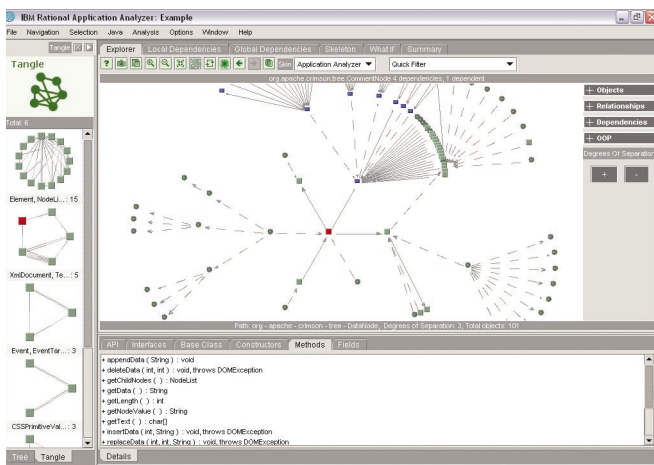 IBM Rational Application Analyzer: Example
File Navigation Selection Java Analysis Options Window Help
Tangle
Explorer Local Dependencies Global Dependencies Skeleton What If Summary
Tangle
Skin Application Analyzer Quick Filter
org.apache.crimson.tree.CommentNode 4 dependencies, 1 dependent
+ Objects
+ Relationships
+ Dependencies
+ OOP
Degrees Of Separation
+ -
Total: 6
Element, NodeLi...: 15
XmlDocument, Te...: 5
Event, EventTar...: 3
CSSPrimitiveVal...: 3
Path: org - apache - crimson - tree - DataNode, Degrees of Separation: 3, Total objects: 101
API Interfaces Base Class Constructors Methods Fields
+ appendData ( String ) : void
+ deleteData ( int, int ) : void, throws DOMException
+ getChildNodes ( ) : NodeList
+ getData ( ) : String
+ getLength ( ) : int
+ getNodeValue ( ) : String
+ getText ( ) : char[]
+ insertData ( int, String ) : void, throws DOMException
+ replaceData ( int, int, String ) : void, throws DOMException
Tree Tangle
Details